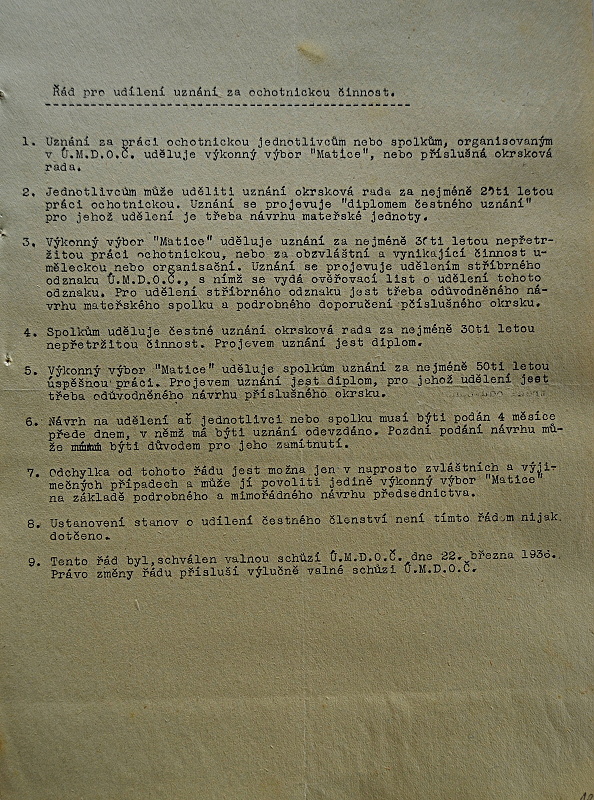 Řád pro udílení uznání za ochotnickou činnost.
1. Uznání za práci ochotnickou jednotlivcům nebo spolkům, organisovaným
v Ú.M.D.O.Č. uděluje výkonný výbor "Matice", nebo příslušná okrsková
rada.
2. Jednotlivcům může uděliti uznání okrsková rada za nejméně 20ti letou
práci ochotnickou. Uznání se projevuje "diplomem čestného uznání"
pro jehož udělení je třeba návrhu mateřské jednoty.
3. Výkonný výbor "Matice" uděluje uznání za nejméně 30ti letou nepřetr-
žitou práci ochotnickou, nebo za obzvláštní a vynikající činnost u-
měleckou nebo organisační. Uznání se projevuje udělením stříbrného
odznaku Ú.M.D.O.Č., s nímž se vydá ověřovací list o udělení tohoto
odznaku. Pro udělení stříbrného odznaku jest třeba odůvodněného ná-
vrhu mateřského spolku a podrobného doporučení příslušného okrsku.
4. Spolkům uděluje čestné uznání okrsková rada za nejméně 30ti letou
nepřetržitou činnost. Projevem uznání jest diplom.
5. Výkonný výbor "Matice" uděluje spolkům uznání za nejméně 50ti letou
úspěšnou práci. Projevem uznání jest diplom, pro jehož udělení jest
třeba odůvodněného návrhu příslušného okrsku.
6. Návrh na udělení ať jednotlivci nebo spolku musí býti podán 4 měsíce
přede dnem, v němž má býti uznání odevzdáno. Pozdní podání návrhu mů-
že býti důvodem pro jeho zamítnutí.
7. Odchylka od tohoto řádu jest možna jen v naprosto zvláštních a výji-
mečných případech a může jí povoliti jedině výkonný výbor "Matice"
na základě podrobného a mimořádného návrhu předsednictva.
8. Ustanovení stanov o udílení čestného členství není tímto řádem nijak
dotčeno.
9. Tento řád byl schválen valnou schůzí Ú.M.D.O.Č. dne 22. března 1936.
Právo změny řádu přísluší výlučně valné schůzi Ú.M.D.O.Č.